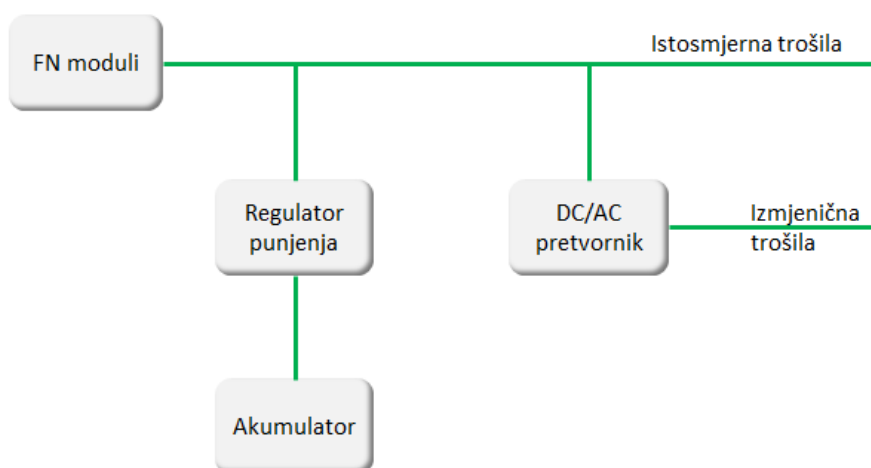 FN moduli
Istosmjerna trošila
Regulator
punjenja
DC/AC
pretvornik
Izmjenična
trošila
Akumulator